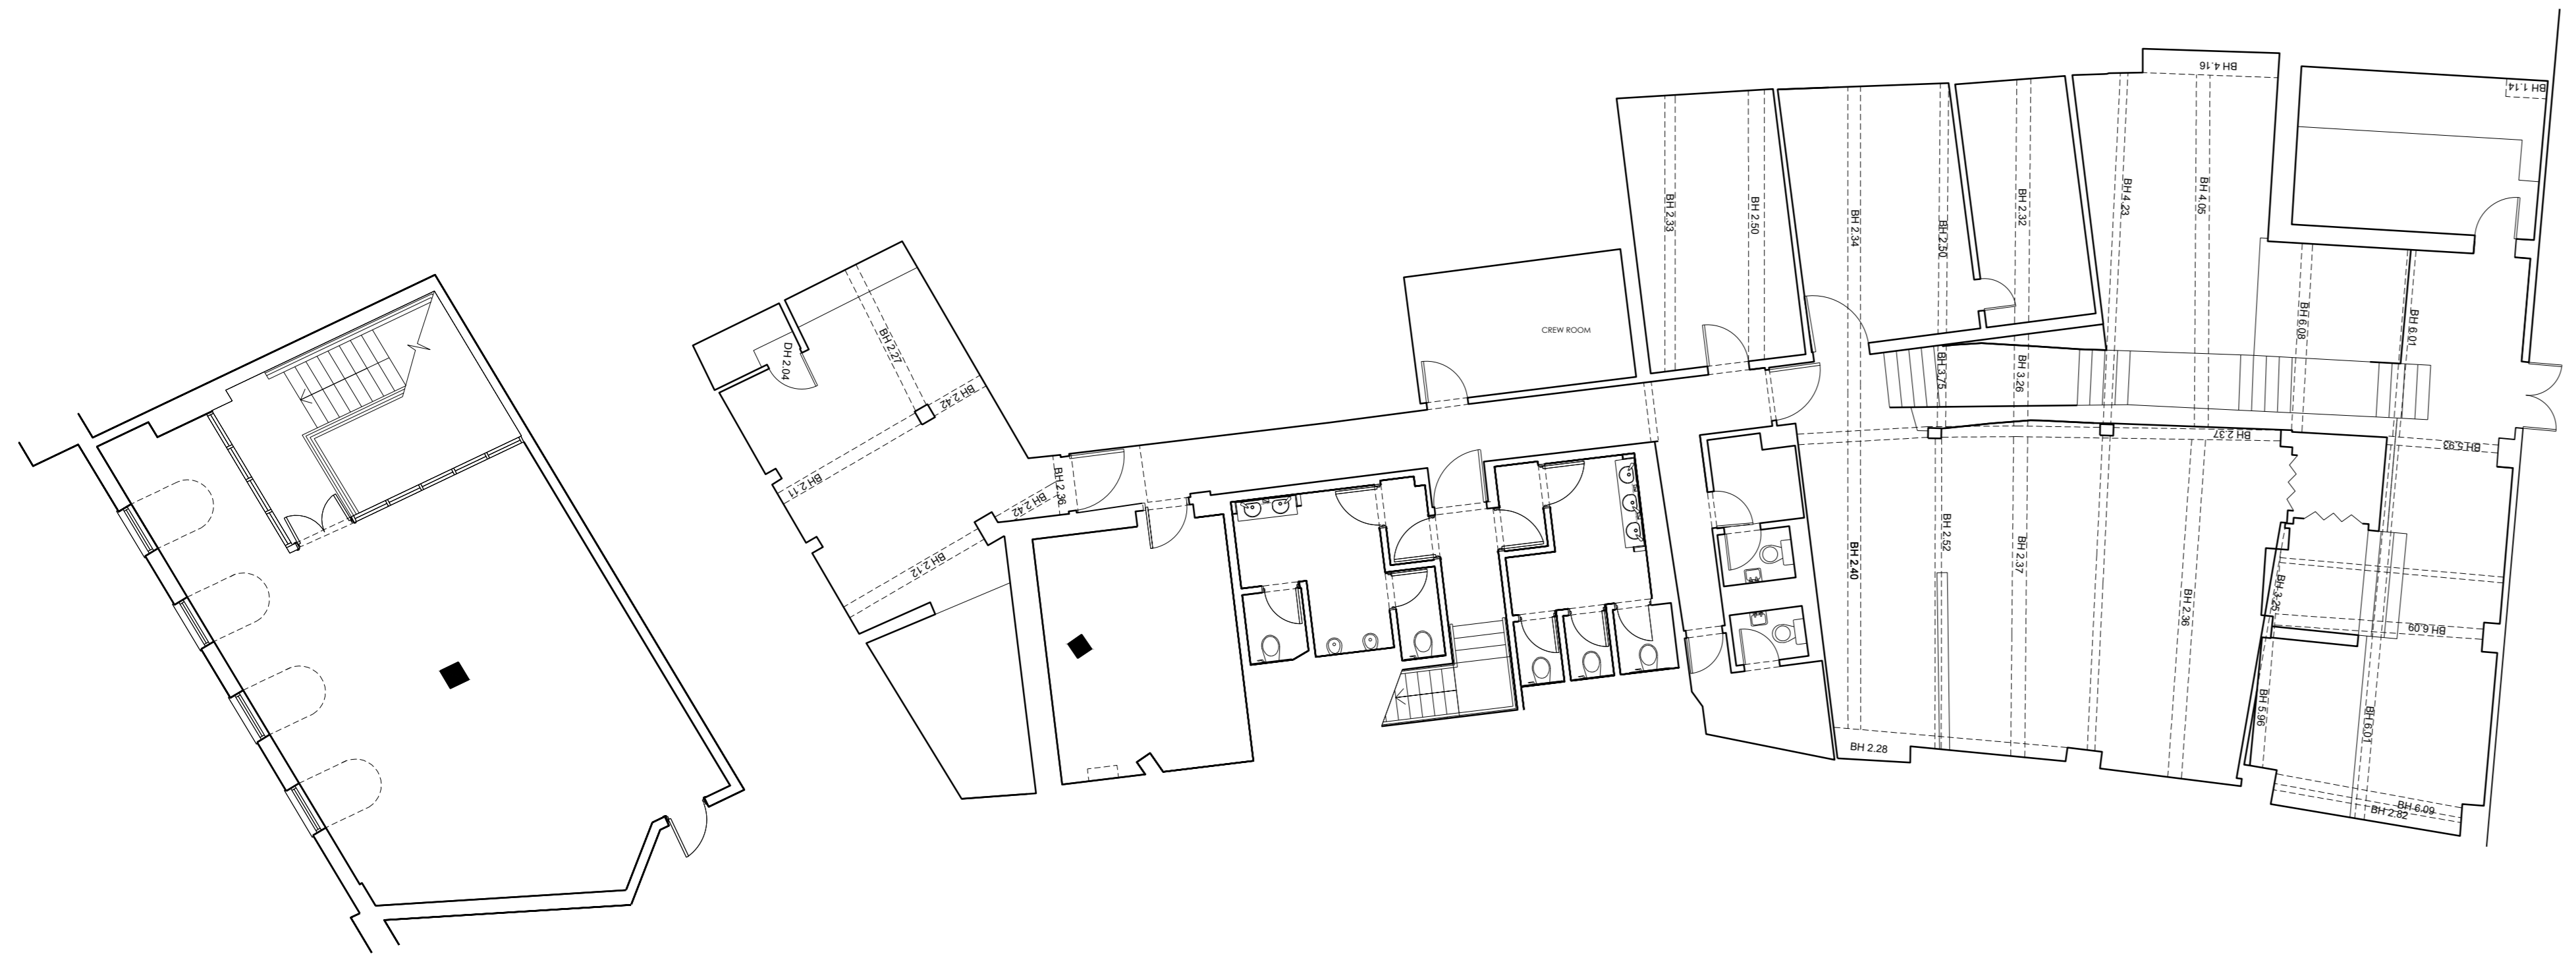 BH 4.16
BH 1.14
BH 2.33
BH 2.50
BH 2.34
BH 2.50
BH 2.32
BH 4.23
BH 4.05
BH 6.08
BH 6.01
CREW ROOM
DH 2.04
BH 2.27
BH 2.42
BH 2.11
BH 2.36
BH 2.42
BH 2.12
BH 3.75
BH 3.26
BH 2.37
BH 5.93
BH 2.40
BH 2.52
BH 2.37
BH 2.36
BH 3.25
BH 6.09
BH 5.96
BH 6.01
BH 2.28
BH 6.09
BH 2.82